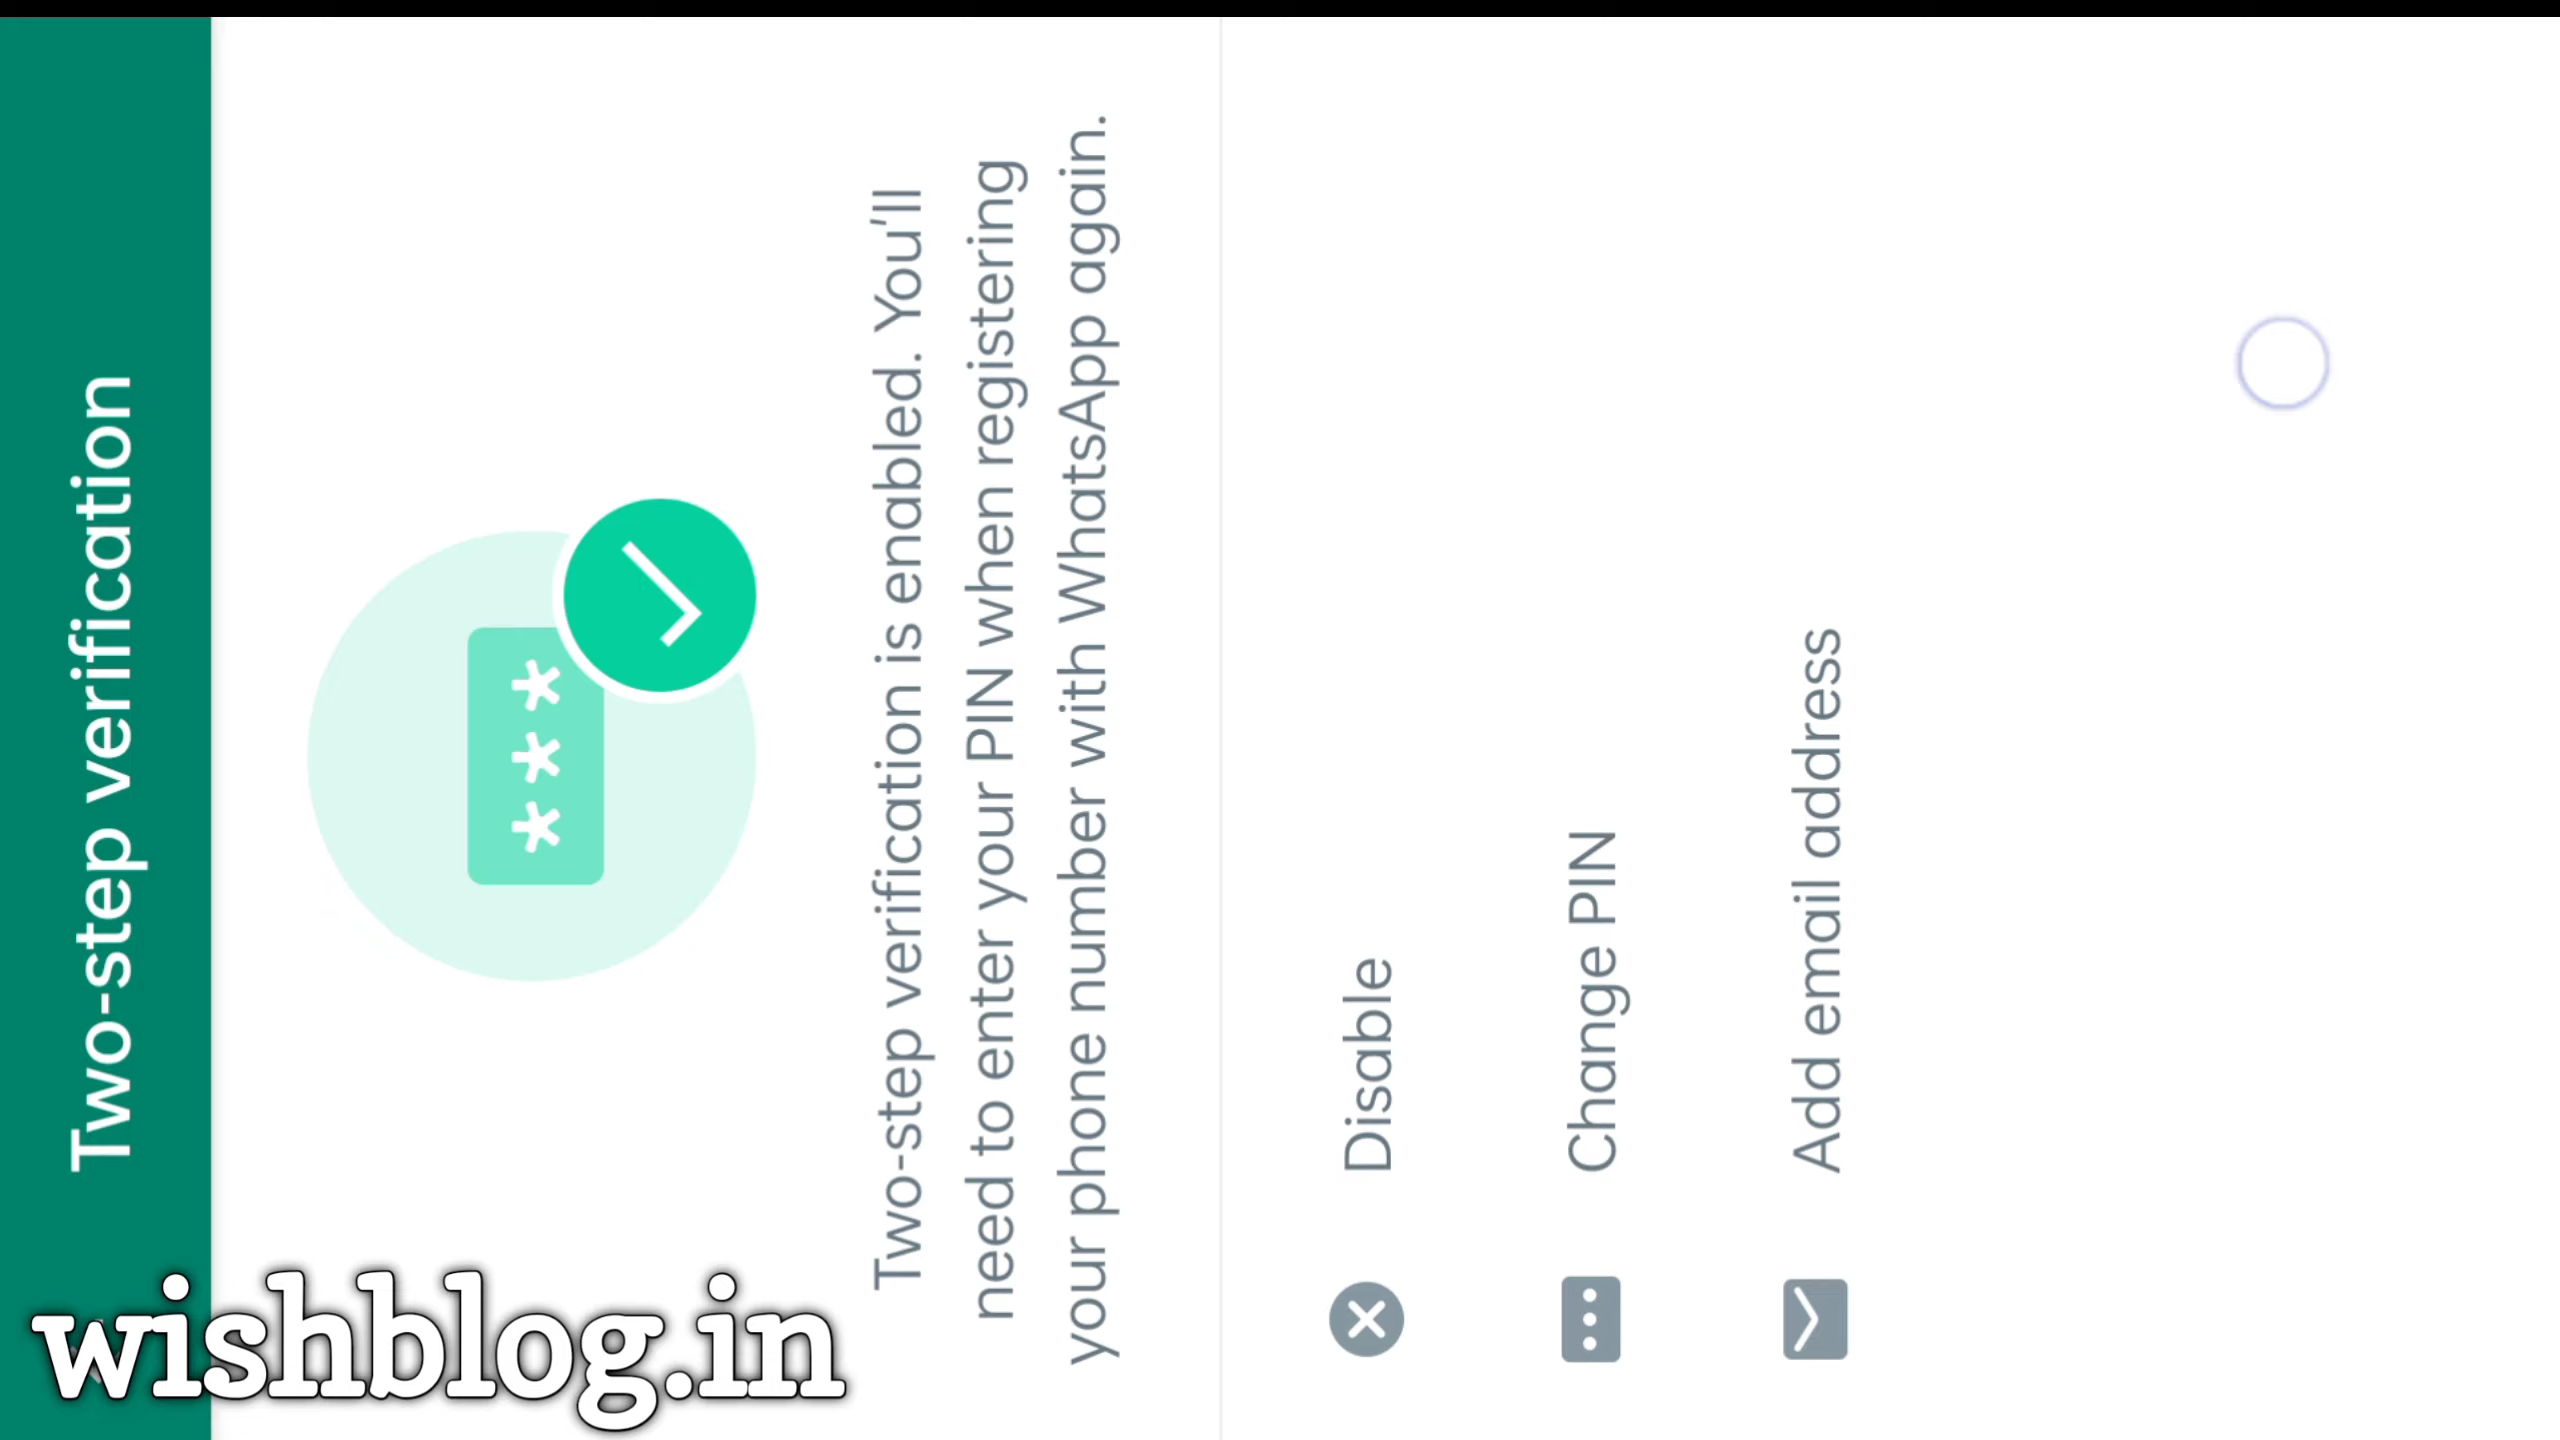 Two-step verification
***
Two-step verification is enabled. You'll
need to enter your PIN when registering
your phone number with WhatsApp again.
Disable
Change PIN
Add email address
wishblog.in